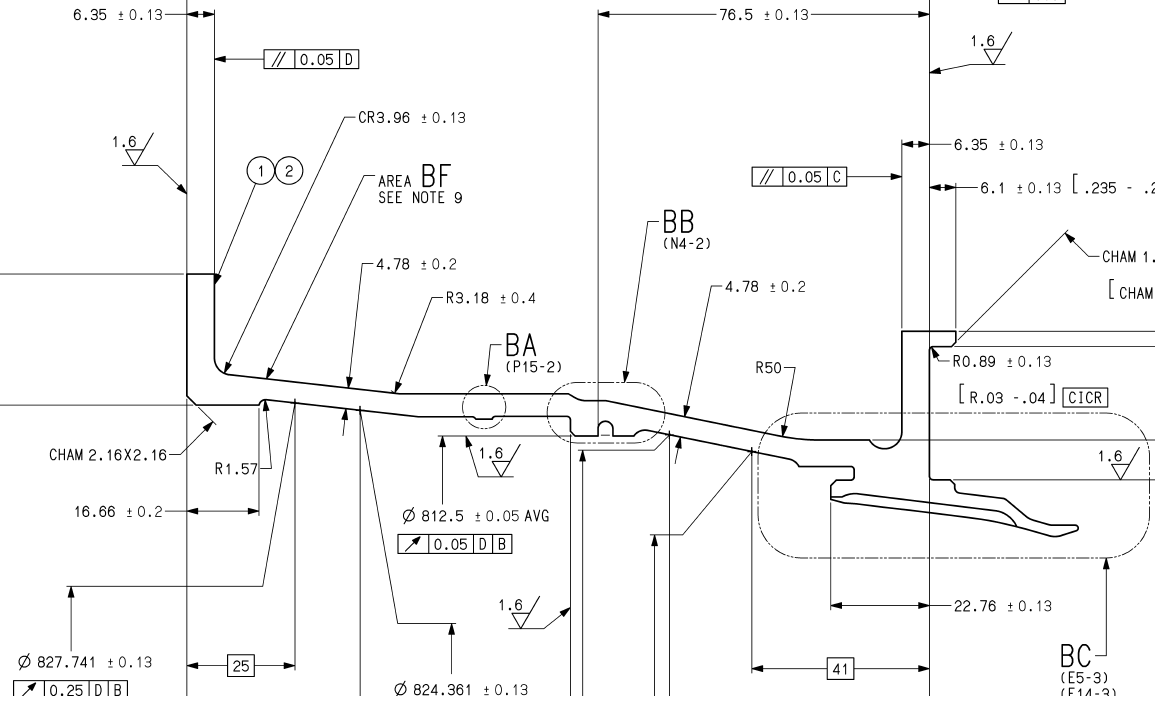 6.35 ±0.13
76.5 ±0.13
1.6
// 0.05 D
CR3.96 ±0.13
1.6
6.35 ±0.13
1 2
AREA BF
SEE NOTE 9
// 0.05 C
6.1 ±0.13 [.235 - .2
BB
(N4-2)
4.78 ±0.2
CHAM 1.
4.78 ±0.2
R3.18 ±0.4
[CHAM
BA
(P15-2)
R50
R0.89 ±0.13
[R.03 -.04] CICR
CHAM 2.16X2.16
R1.57
1.6
1.6
16.66 ±0.2
Ø 812.5 ±0.05 AVG
↗ 0.05 D B
1.6
22.76 ±0.13
Ø 827.741 ±0.13
25
41
BC
(E5-3)
↗ 0.25 D B
Ø 824.361 ±0.13
(E14-3)